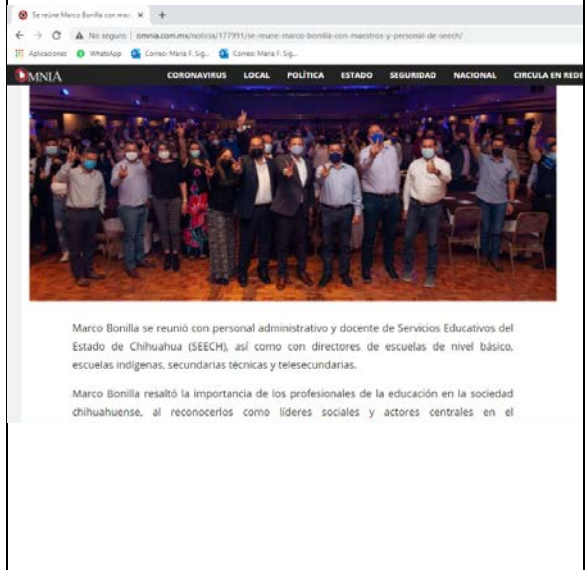 Se reúne Marco Bonilla con mae
No seguro | omnia.com.mx/noticia/177991/se-reune-marco-bonilla-con-maestros-y-personal-de-seech/
Aplicaciones WhatsApp Correo: Maria F. Sig... Correo: Maria F. Sig...
OMNIA CORONAVIRUS LOCAL POLÍTICA ESTADO SEGURIDAD NACIONAL CIRCULA EN REDE
Marco Bonilla se reunió con personal administrativo y docente de Servicios Educativos del
Estado de Chihuahua (SEECH), así como con directores de escuelas de nivel básico,
escuelas indígenas, secundarias técnicas y telesecundarias.
Marco Bonilla resaltó la importancia de los profesionales de la educación en la sociedad
chihuahuense, al reconocerlos como líderes sociales y actores centrales en el